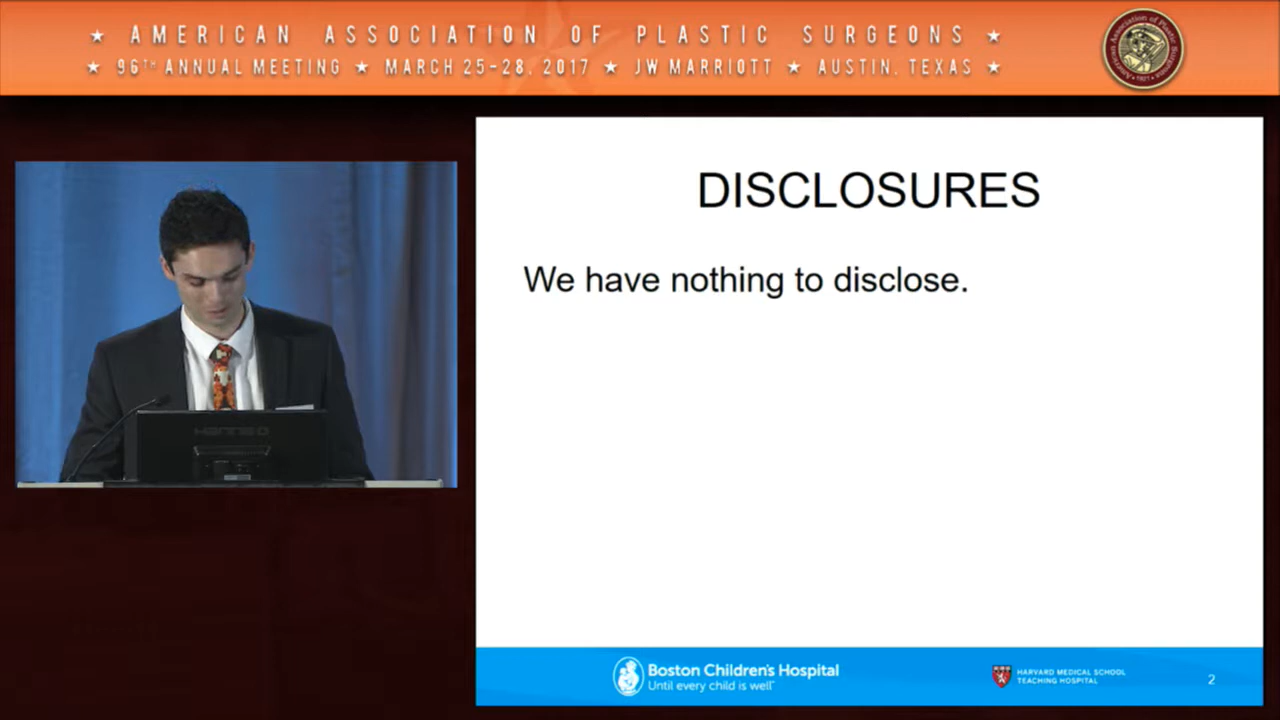 ★ AMERICAN ASSOCIATION OF PLASTIC SURGEONS ★
★ 96TH ANNUAL MEETING ★ MARCH 25-28, 2017 ★ JW MARRIOTT ★ AUSTIN, TEXAS ★
DISCLOSURES
We have nothing to disclose.
Boston Children's Hospital
Until every child is well
HARVARD MEDICAL SCHOOL
TEACHING HOSPITAL
2